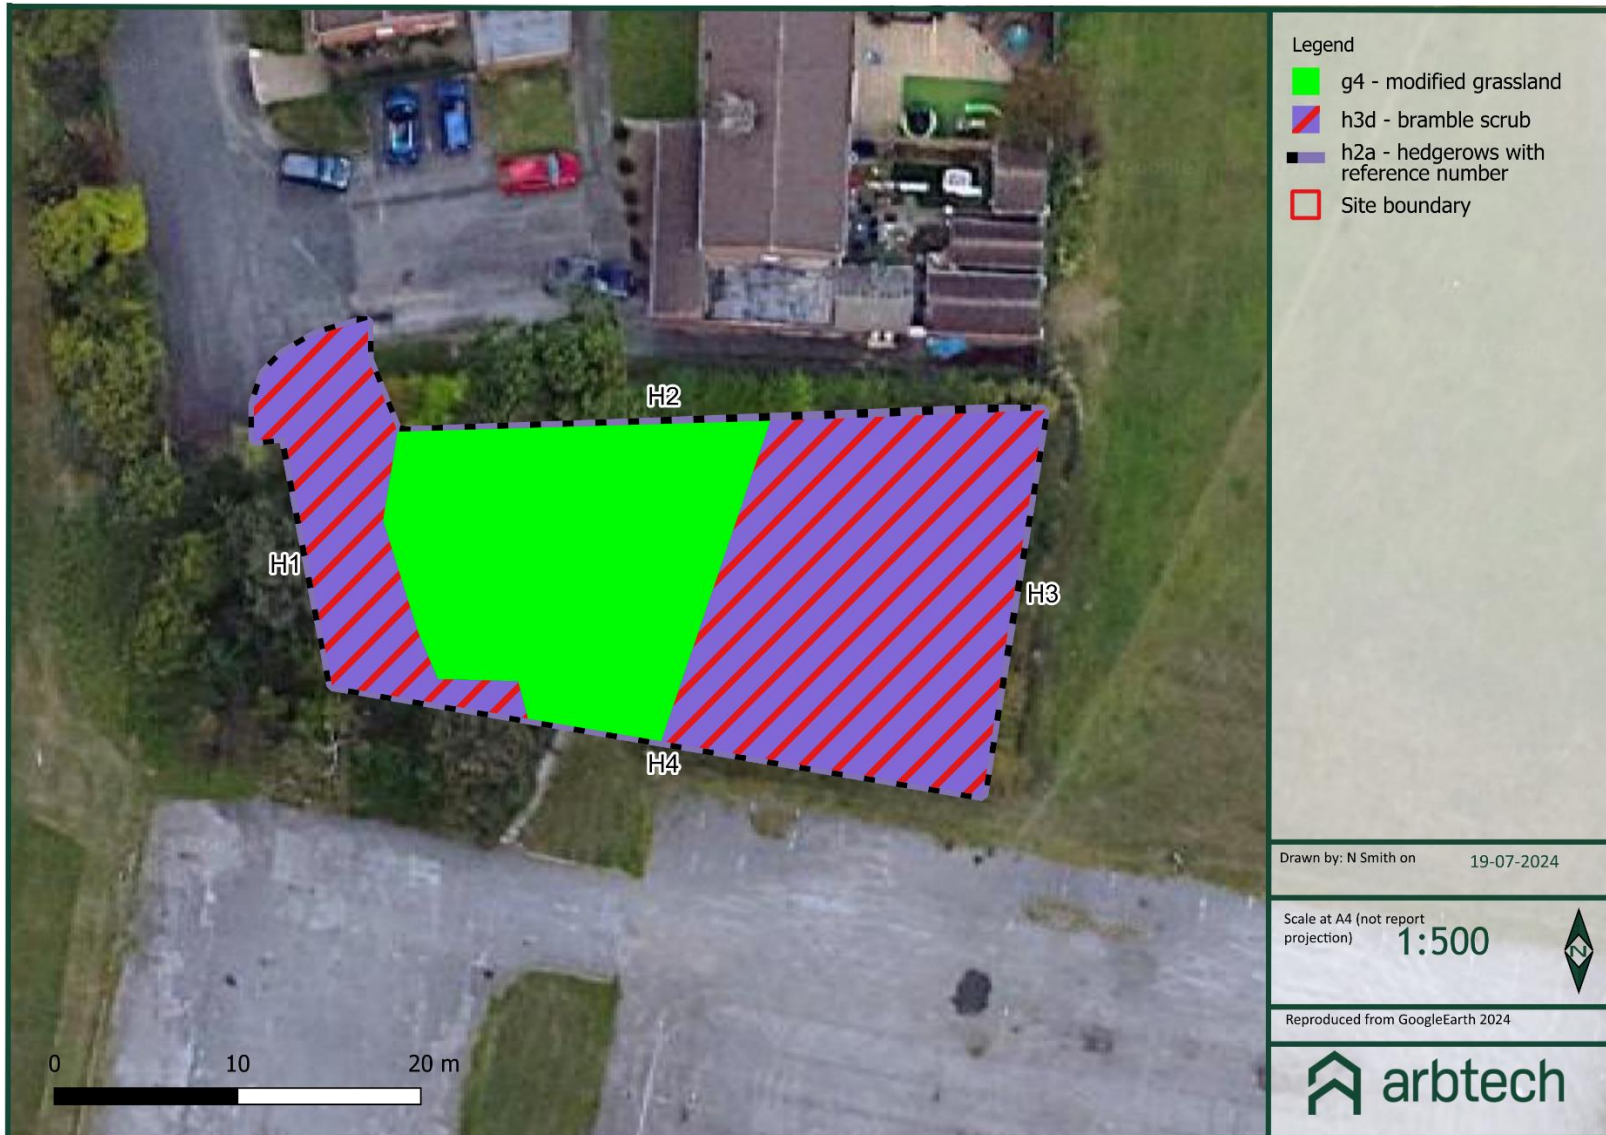 Legend
g4 - modified grassland
h3d - bramble scrub
h2a - hedgerows with
reference number
Site boundary
H2
H1
H3
H4
0 10 20 m
Drawn by: N Smith on 19-07-2024
Scale at A4 (not report
projection) 1:500
N
Reproduced from GoogleEarth 2024
arbtech